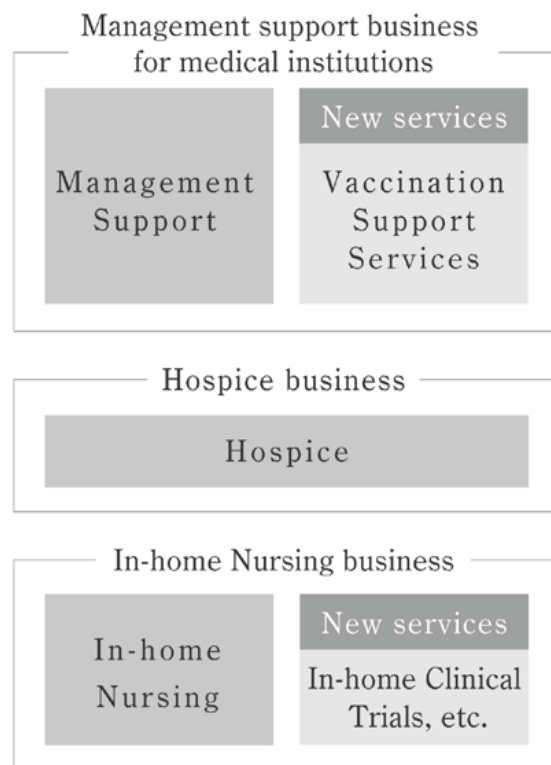 Management support business
for medical institutions
Management
Support
New services
Vaccination
Support
Services
Hospice business
Hospice
In-home Nursing business
In-home
Nursing
New services
In-home Clinical
Trials, etc.